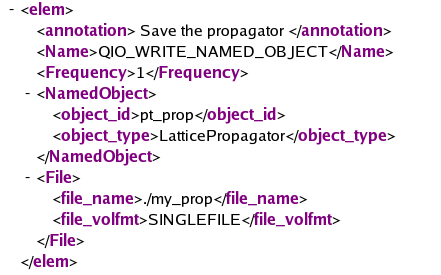 - <elem>
<annotation> Save the propagator </annotation>
<Name>QIO_WRITE_NAMED_OBJECT</Name>
<Frequency>1</Frequency>
- <NamedObject>
<object_id>pt_prop</object_id>
<object_type>LatticePropagator</object_type>
</NamedObject>
- <File>
<file_name>./my_prop</file_name>
<file_volfmt>SINGLEFILE</file_volfmt>
</File>
</elem>